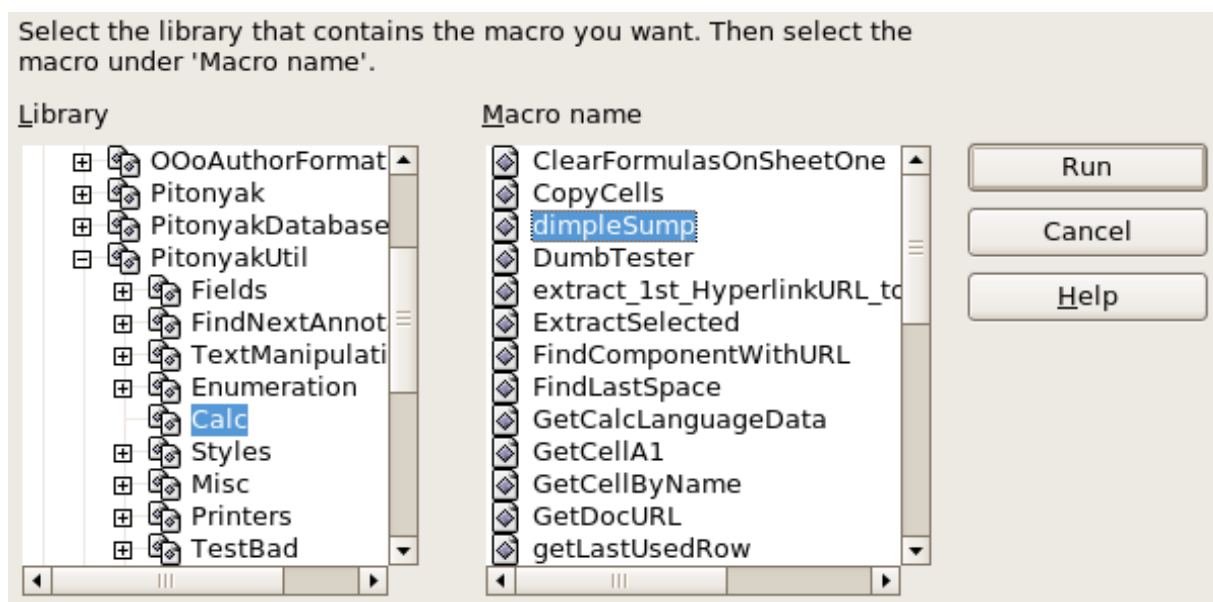 Select the library that contains the macro you want. Then select the
macro under 'Macro name'.
Library
OOoAuthorFormat
Pitonyak
PitonyakDatabase
PitonyakUtil
Fields
FindNextAnnot
TextManipulati
Enumeration
Calc
Styles
Misc
Printers
TestBad
Macro name
ClearFormulasOnSheetOne
CopyCells
dimpleSump
DumbTester
extract_1st_HyperlinkURL_to
ExtractSelected
FindComponentWithURL
FindLastSpace
GetCalcLanguageData
GetCellA1
GetCellByName
GetDocURL
getLastUsedRow
Run
Cancel
Help